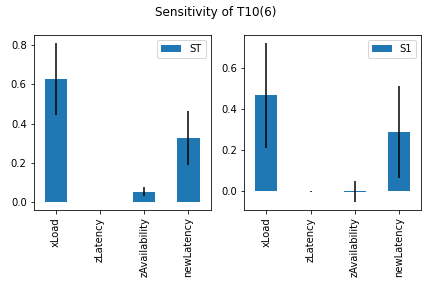 Sensitivity of T10(6)
ST
0.8
0.6
0.4
0.2
0.0
xLoad
zLatency
zAvailability
newLatency
S1
0.6
0.4
0.2
0.0
xLoad
zLatency
zAvailability
newLatency